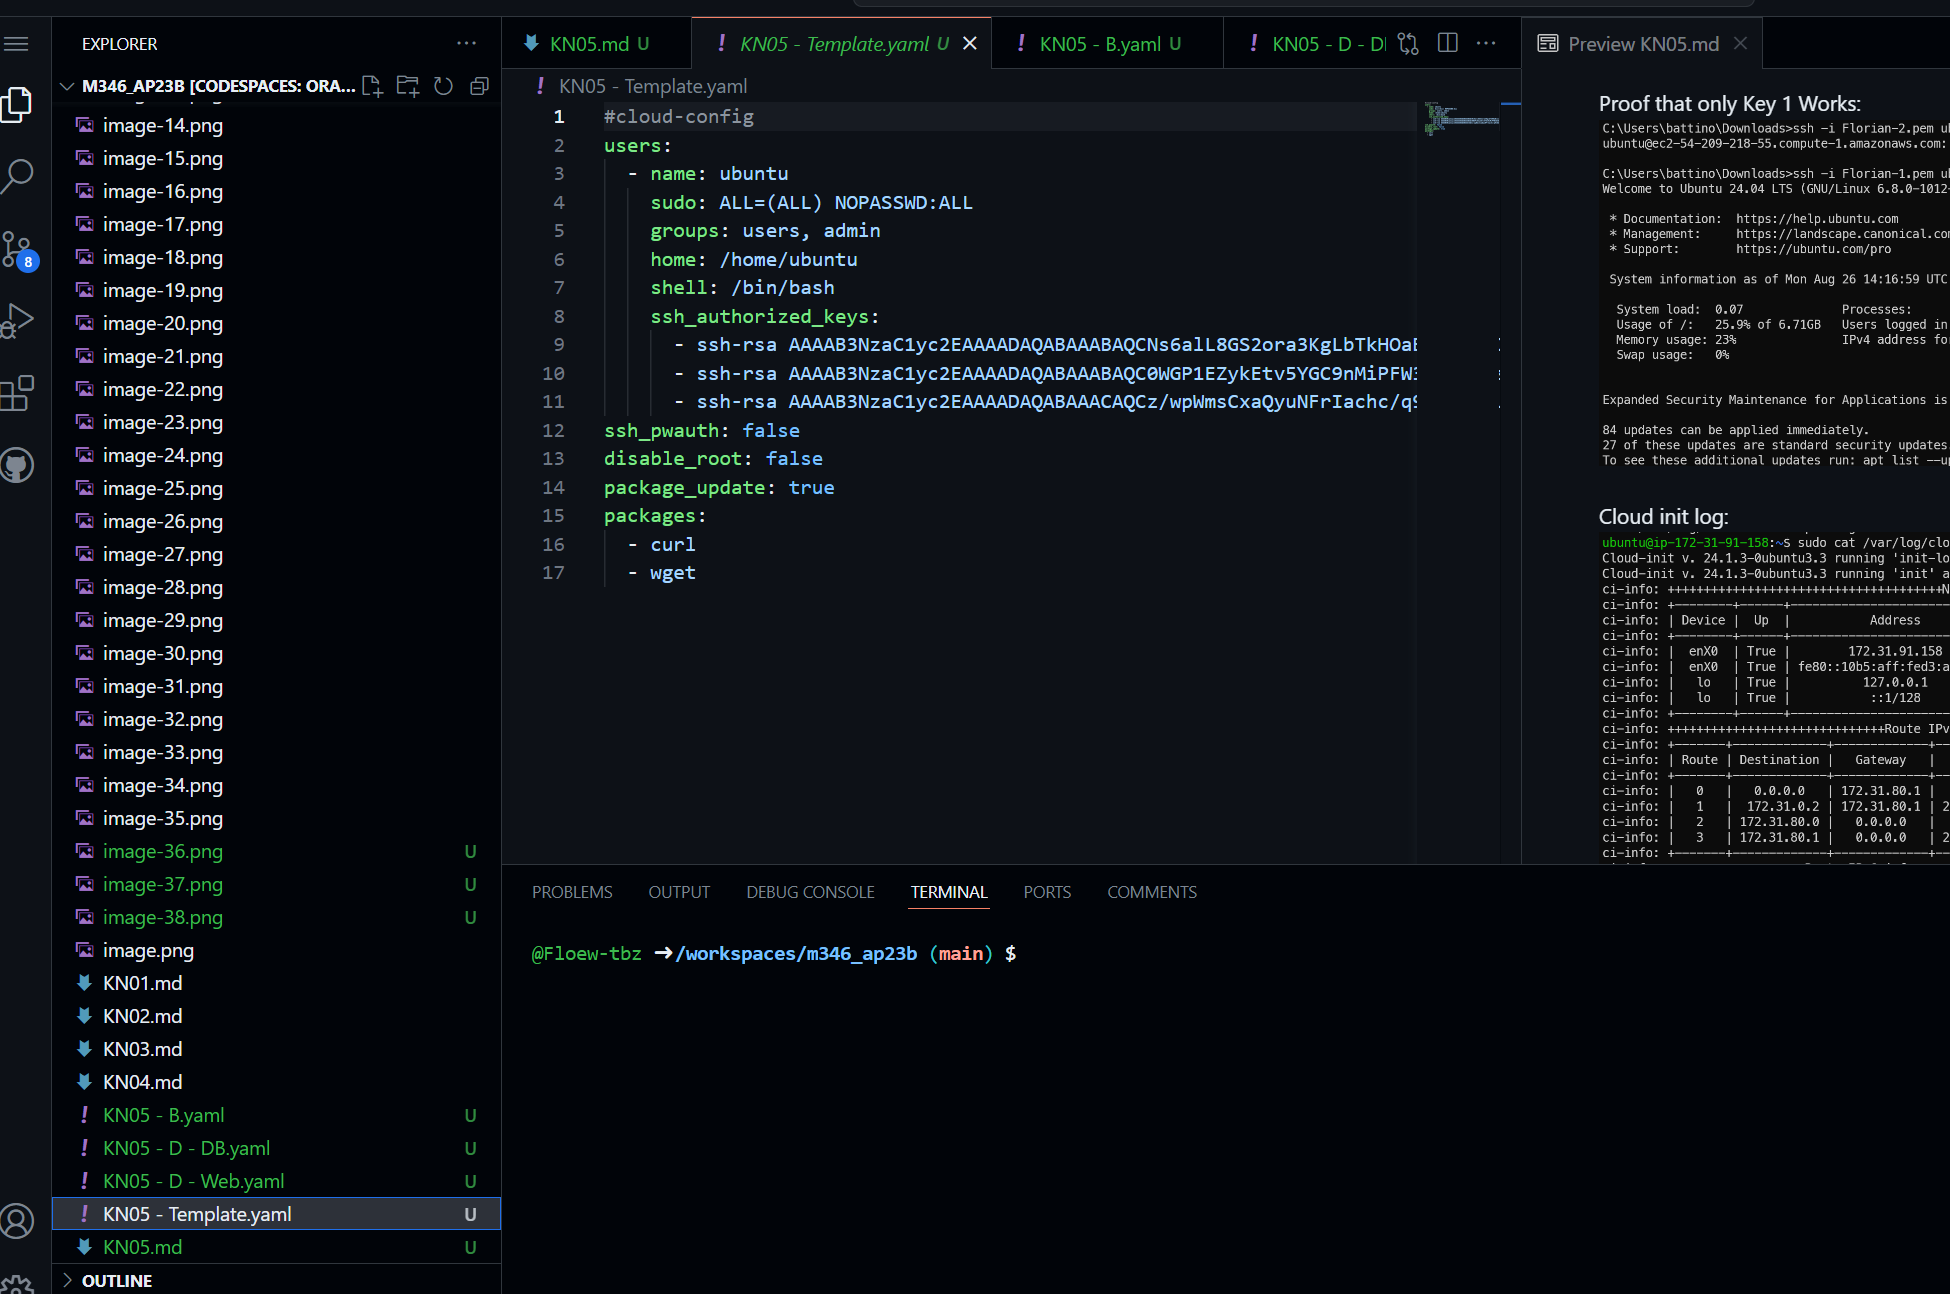 EXPLORER
M346_AP23B [CODESPACES: ORA...
image-14.png
image-15.png
image-16.png
image-17.png
image-18.png
image-19.png
image-20.png
image-21.png
image-22.png
image-23.png
image-24.png
image-25.png
image-26.png
image-27.png
image-28.png
image-29.png
image-30.png
image-31.png
image-32.png
image-33.png
image-34.png
image-35.png
image-36.png U
image-37.png U
image-38.png U
image.png
KN01.md
KN02.md
KN03.md
KN04.md
! KN05 - B.yaml U
! KN05 - D - DB.yaml U
! KN05 - D - Web.yaml U
! KN05 - Template.yaml U
KN05.md U
OUTLINE
8
KN05.md U
! KN05 - Template.yaml U
! KN05 - B.yaml U
! KN05 - D - D
! KN05 - Template.yaml
1 #cloud-config
2 users:
3 - name: ubuntu
4 sudo: ALL=(ALL) NOPASSWD:ALL
5 groups: users, admin
6 home: /home/ubuntu
7 shell: /bin/bash
8 ssh_authorized_keys:
9 - ssh-rsa AAAAB3NzaC1yc2EAAAADAQABAAABAQCNs6alL8GS2ora3KgLbTkHOa
10 - ssh-rsa AAAAB3NzaC1yc2EAAAADAQABAAABAQC0WGP1EZykEtv5YGC9nMiPFW
11 - ssh-rsa AAAAB3NzaC1yc2EAAAADAQABAAACAQCz/wpWmsCxaQyuNFrIachc/q
12 ssh_pwauth: false
13 disable_root: false
14 package_update: true
15 packages:
16 - curl
17 - wget
Preview KN05.md
Proof that only Key 1 Works:
C:\Users\battino\Downloads>ssh -i Florian-2.pem u
ubuntu@ec2-54-209-218-55.compute-1.amazonaws.com:
C:\Users\battino\Downloads>ssh -i Florian-1.pem u
Welcome to Ubuntu 24.04 LTS (GNU/Linux 6.8.0-1012-
* Documentation: https://help.ubuntu.com
* Management: https://landscape.canonical.co
* Support: https://ubuntu.com/pro
System information as of Mon Aug 26 14:16:59 UTC
System load: 0.07 Processes:
Usage of /: 25.9% of 6.71GB Users logged in
Memory usage: 23% IPv4 address for
Swap usage: 0%
Expanded Security Maintenance for Applications is
84 updates can be applied immediately.
27 of these updates are standard security updates.
To see these additional updates run: apt list --up
Cloud init log:
ubuntu@ip-172-31-91-158:~$ sudo cat /var/log/clo
Cloud-init v. 24.1.3-0ubuntu3.3 running 'init-lo
Cloud-init v. 24.1.3-0ubuntu3.3 running 'init' a
ci-info: ++++++++++++++++++++++++++++++++++++++N
ci-info: +--------+------+----------------------
ci-info: | Device | Up | Address
ci-info: +--------+------+----------------------
ci-info: | enX0 | True | 172.31.91.158
ci-info: | enX0 | True | fe80::10b5:aff:fed3:a
ci-info: | lo | True | 127.0.0.1
ci-info: | lo | True | ::1/128
ci-info: +--------+------+----------------------
ci-info: ++++++++++++++++++++++++++++++Route IPv
ci-info: +-------+-------------+-------------+--
ci-info: | Route | Destination | Gateway |
ci-info: +-------+-------------+-------------+--
ci-info: | 0 | 0.0.0.0 | 172.31.80.1 |
ci-info: | 1 | 172.31.0.2 | 172.31.80.1 | 2
ci-info: | 2 | 172.31.80.0 | 0.0.0.0 |
ci-info: | 3 | 172.31.80.1 | 0.0.0.0 | 2
ci-info: +-------+-------------+-------------+--
PROBLEMS OUTPUT DEBUG CONSOLE TERMINAL PORTS COMMENTS
@Floew-tbz ➜/workspaces/m346_ap23b (main) $